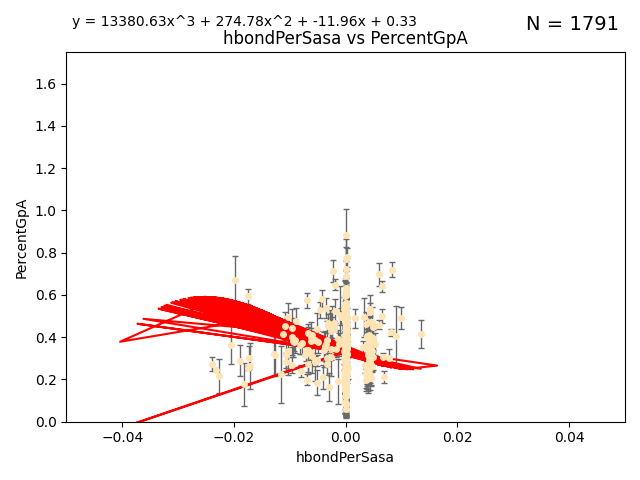 y = 13380.63x^3 + 274.78x^2 + -11.96x + 0.33
N = 1791
hbondPerSasa vs PercentGpA
PercentGpA
1.6
1.4
1.2
1.0
0.8
0.6
0.4
0.2
0.0
−0.04
−0.02
0.00
0.02
0.04
hbondPerSasa